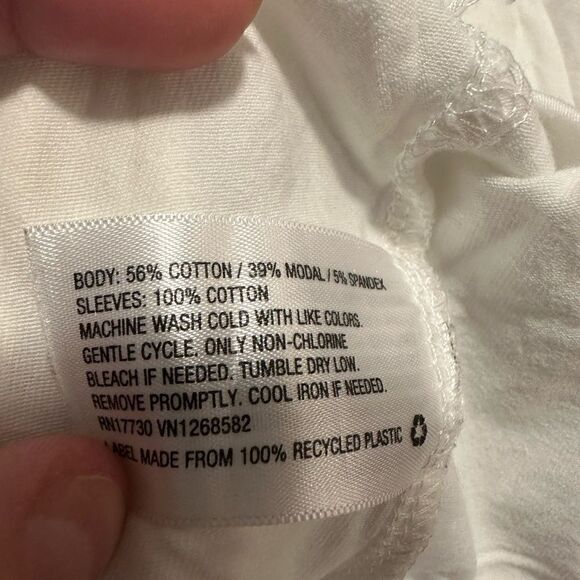 BODY: 56% COTTON / 39% MODAL / 5% SPANDEX
SLEEVES: 100% COTTON
MACHINE WASH COLD WITH LIKE COLORS.
GENTLE CYCLE. ONLY NON-CHLORINE
BLEACH IF NEEDED. TUMBLE DRY LOW.
REMOVE PROMPTLY. COOL IRON IF NEEDED.
RN17730 VN1268582
LABEL MADE FROM 100% RECYCLED PLASTIC